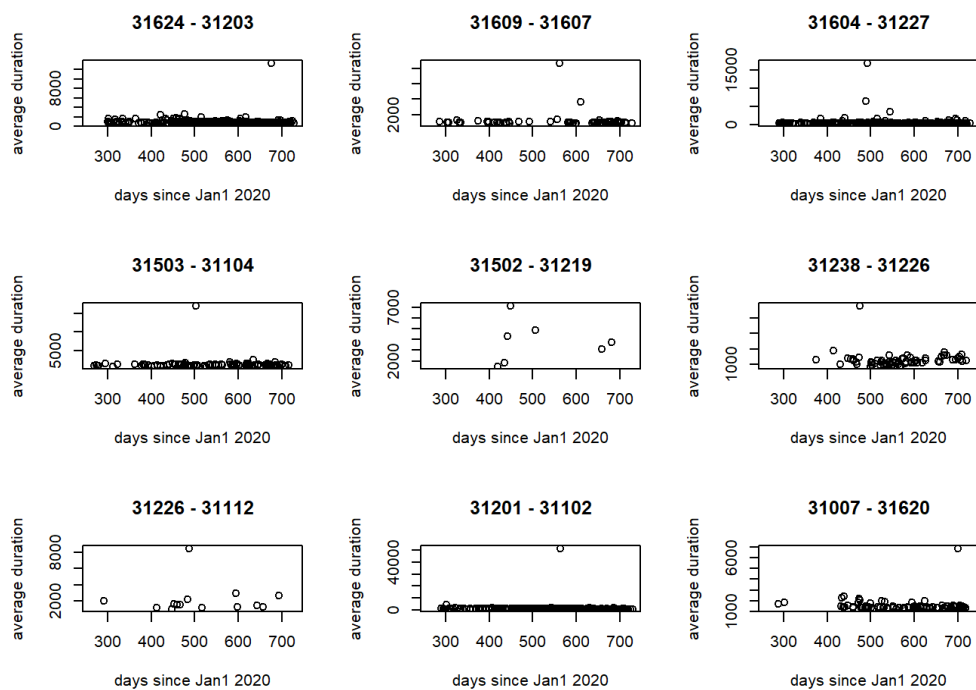 31624 - 31203
average duration
8000
0
300 400 500 600 700
days since Jan1 2020
31609 - 31607
average duration
2000
300 400 500 600 700
days since Jan1 2020
31604 - 31227
average duration
15000
0
300 400 500 600 700
days since Jan1 2020
31503 - 31104
average duration
5000
300 400 500 600 700
days since Jan1 2020
31502 - 31219
average duration
7000
2000
300 400 500 600 700
days since Jan1 2020
31238 - 31226
average duration
1000
300 400 500 600 700
days since Jan1 2020
31226 - 31112
average duration
8000
2000
300 400 500 600 700
days since Jan1 2020
31201 - 31102
average duration
40000
0
300 400 500 600 700
days since Jan1 2020
31007 - 31620
average duration
6000
1000
300 400 500 600 700
days since Jan1 2020